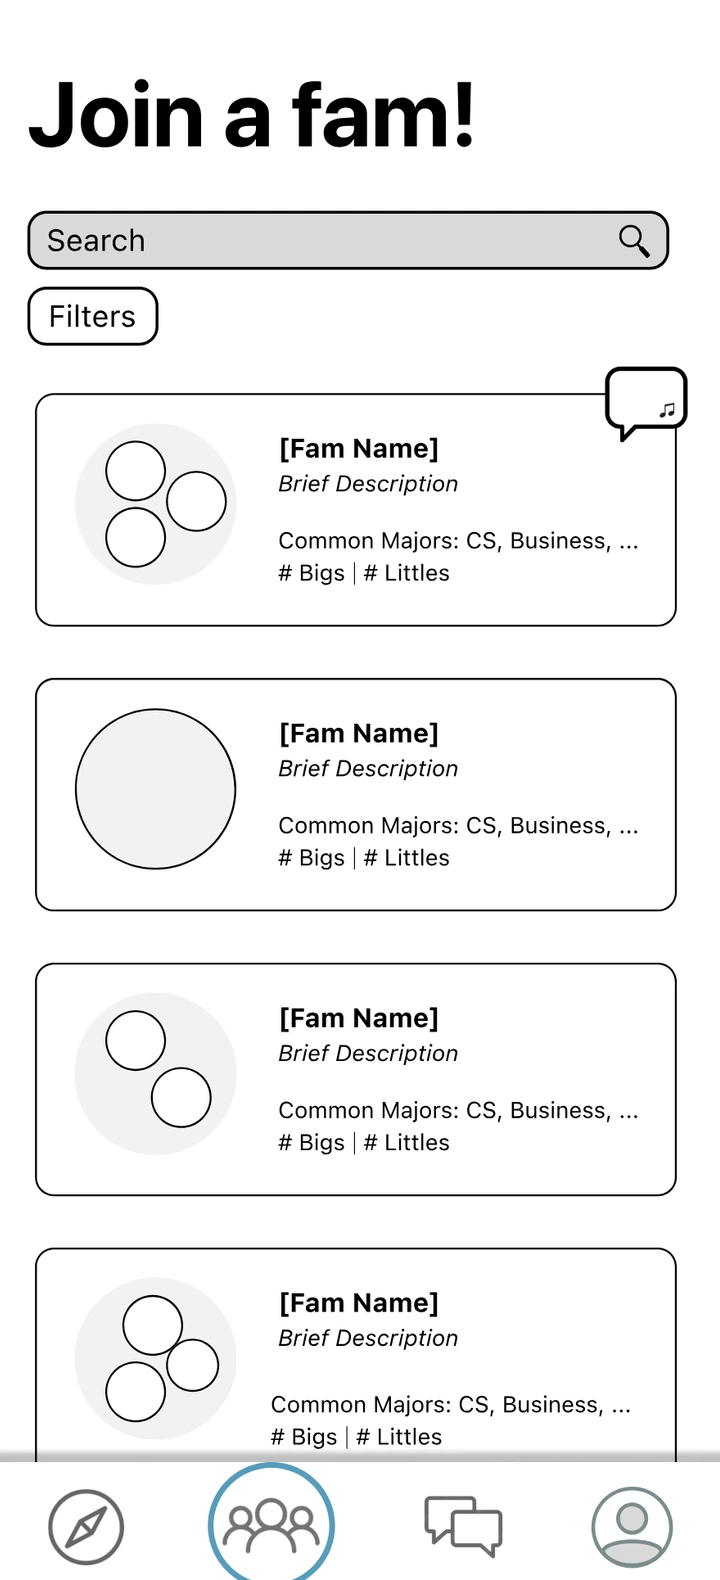 Join a fam!
Search
Filters
[Fam Name]
Brief Description
Common Majors: CS, Business, ...
# Bigs | # Littles
[Fam Name]
Brief Description
Common Majors: CS, Business, ...
# Bigs | # Littles
[Fam Name]
Brief Description
Common Majors: CS, Business, ...
# Bigs | # Littles
[Fam Name]
Brief Description
Common Majors: CS, Business, ...
# Bigs | # Littles